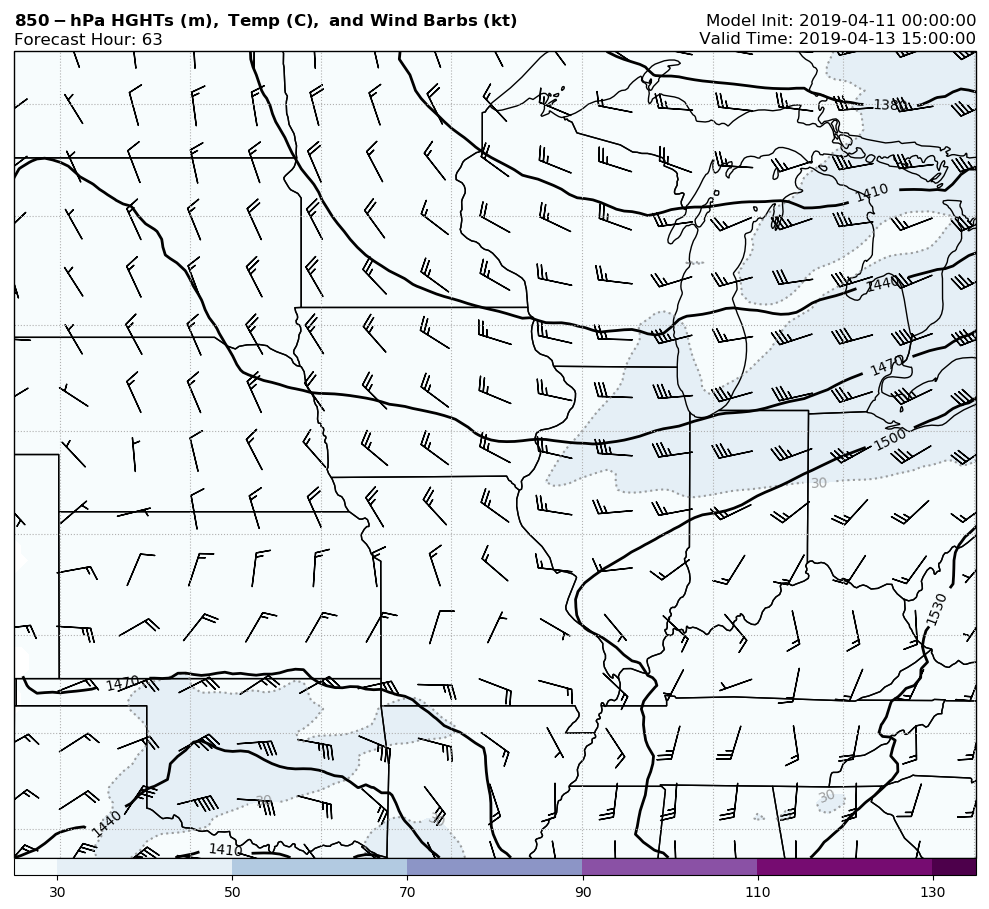 850 − hPa HGHTs (m), Temp (C), and Wind Barbs (kt)
Model Init: 2019-04-11 00:00:00
Forecast Hour: 63
Valid Time: 2019-04-13 15:00:00
1380
1410
1440
1470
1500
30
1530
1470
30
30
30
1440
1410
30 50 70 90 110 130